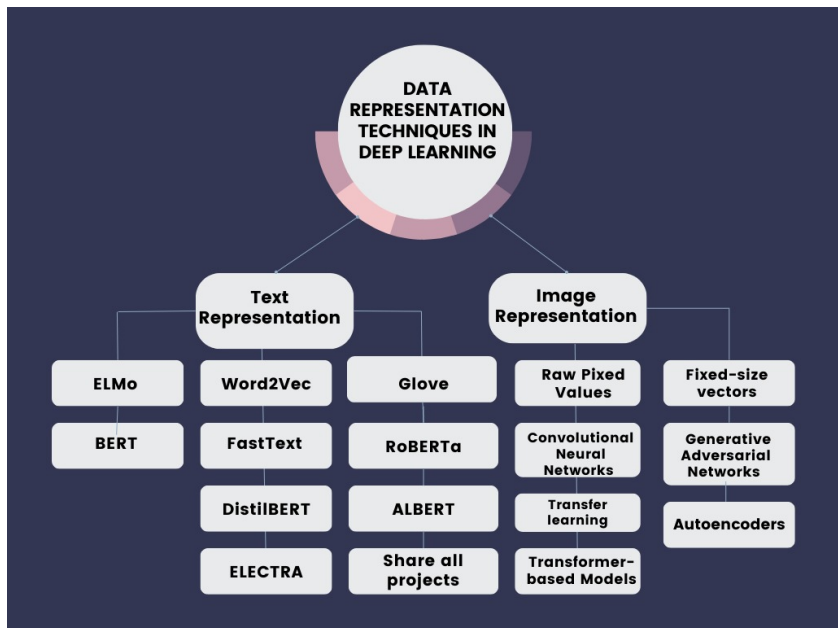 DATA
REPRESENTATION
TECHNIQUES IN
DEEP LEARNING
Text
Representation
Image
Representation
ELMo
BERT
Word2Vec
FastText
DistilBERT
ELECTRA
Glove
RoBERTa
ALBERT
Share all
projects
Raw Pixed
Values
Convolutional
Neural
Networks
Transfer
learning
Transformer-
based Models
Fixed-size
vectors
Generative
Adversarial
Networks
Autoencoders